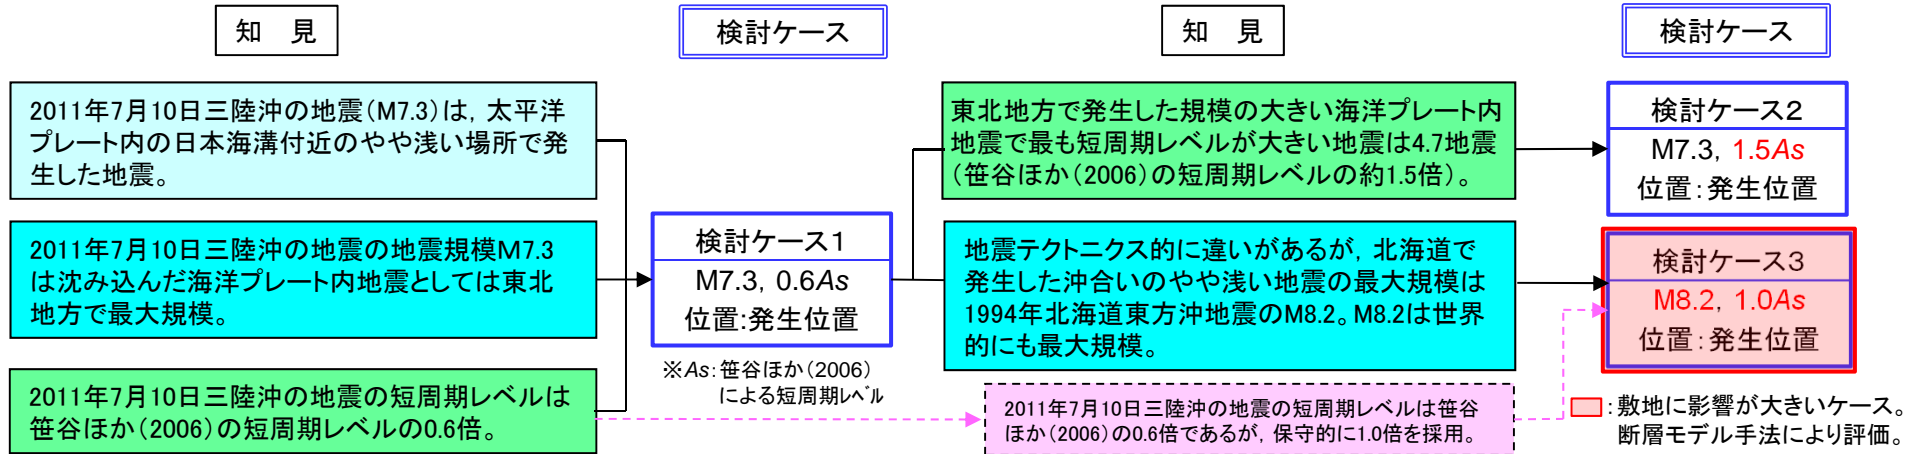 知 見
検討ケース
知 見
検討ケース
2011年7月10日三陸沖の地震(M7.3)は，太平洋
プレート内の日本海溝付近のやや浅い場所で発
生した地震。
2011年7月10日三陸沖の地震の地震規模M7.3
は沈み込んだ海洋プレート内地震としては東北
地方で最大規模。
2011年7月10日三陸沖の地震の短周期レベルは
笹谷ほか(2006)の短周期レベルの0.6倍。
検討ケース1
M7.3，0.6As
位置:発生位置
※As:笹谷ほか(2006)
による短周期レベル
東北地方で発生した規模の大きい海洋プレート内
地震で最も短周期レベルが大きい地震は4.7地震
(笹谷ほか(2006)の短周期レベルの約1.5倍)。
地震テクトニクス的に違いがあるが，北海道で
発生した沖合いのやや浅い地震の最大規模は
1994年北海道東方沖地震のM8.2。M8.2は世界
的にも最大規模。
2011年7月10日三陸沖の地震の短周期レベルは笹谷
ほか(2006)の0.6倍であるが，保守的に1.0倍を採用。
検討ケース2
M7.3，1.5As
位置:発生位置
検討ケース3
M8.2，1.0As
位置:発生位置
:敷地に影響が大きいケース。
断層モデル手法により評価。